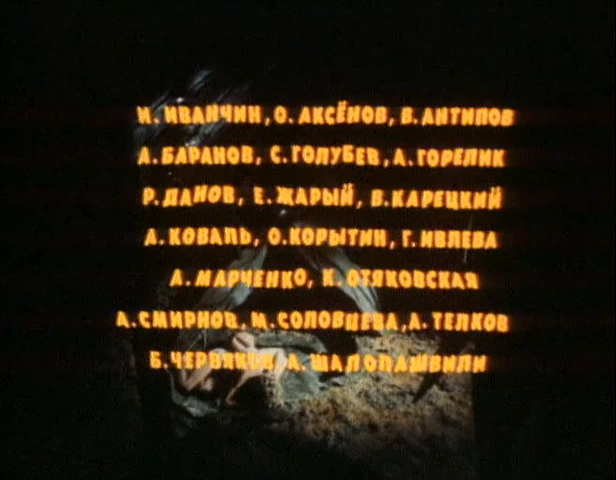 И. ИВАНЧИН, О. АКСЁНОВ, В. АНТИПОВ
А. БАРАНОВ, С. ГОЛУБЕВ, А. ГОРЕЛИК
Р. ДАНОВ, Е. ЖАРЫЙ, В. КАРЕЦКИЙ
А. КОВАЛЬ, О. КОРЫТИН, Г. ИВЛЕВА
А. МАРЧЕНКО, К. ОТЯКОВСКАЯ
А. СМИРНОВ, М. СОЛОВЦЕВА, А. ТЕЛКОВ
Б. ЧЕРВЯКОВ, А. ШАЛОПАШВИЛИ